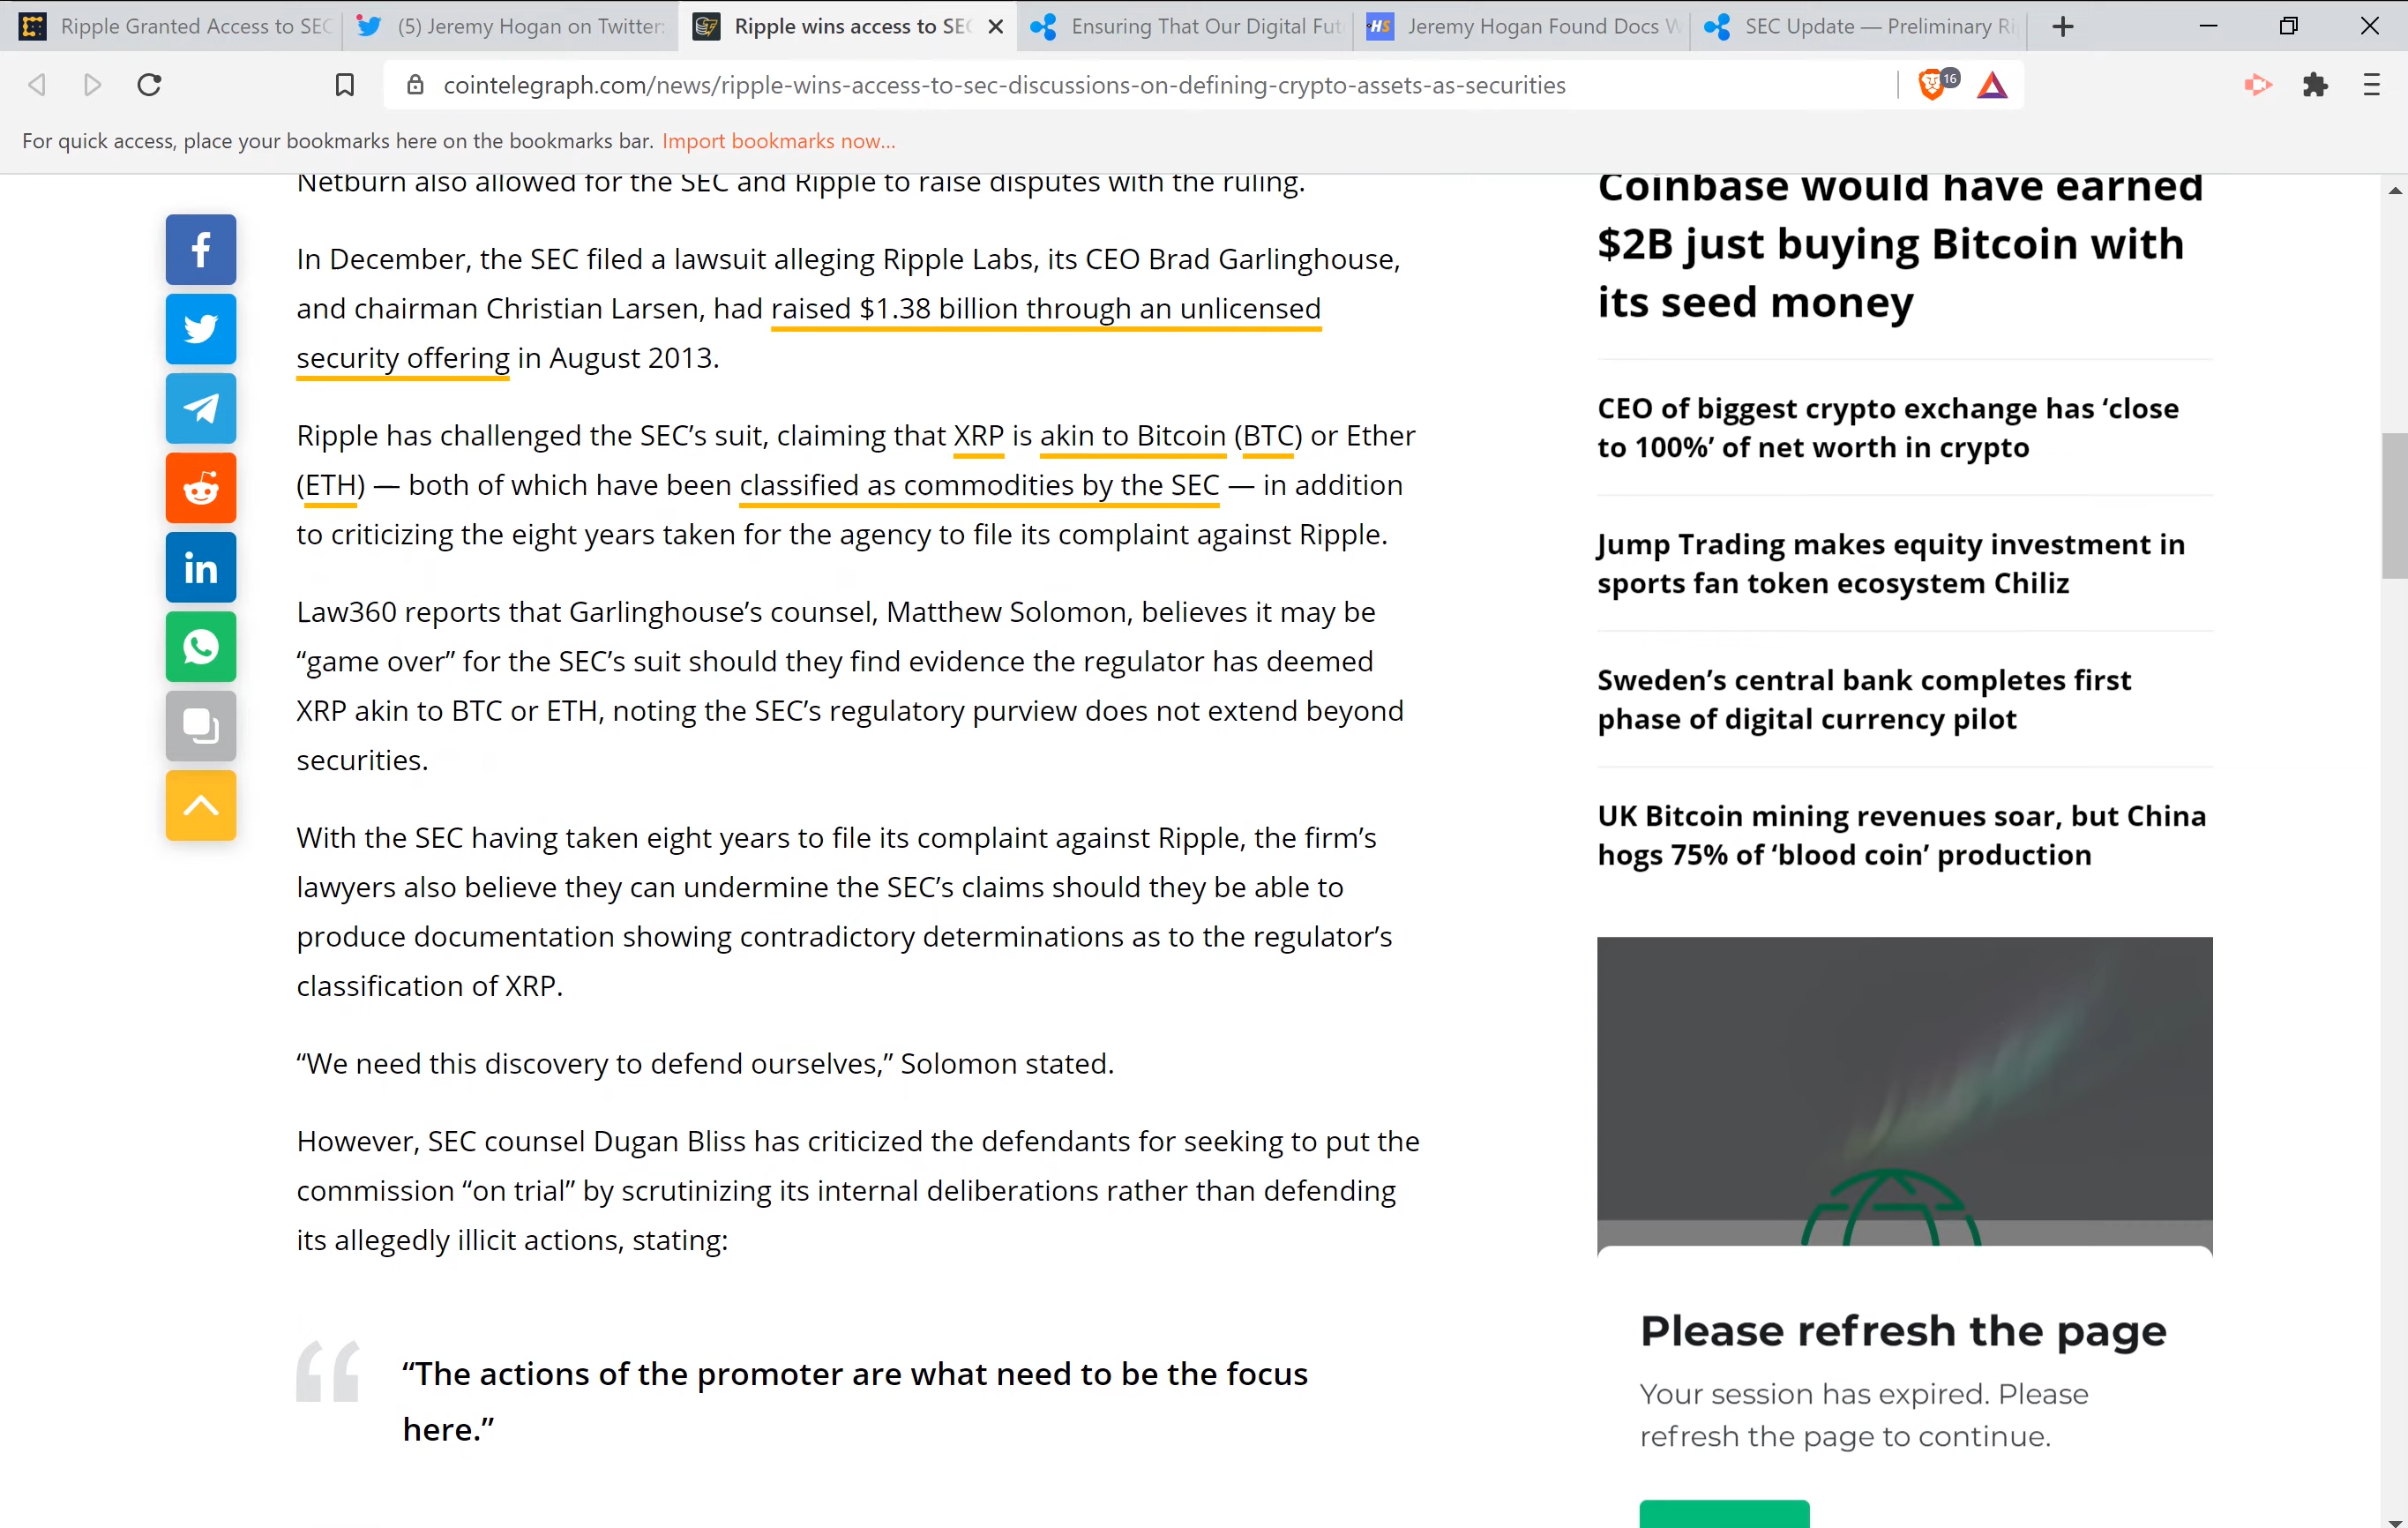 Ripple Granted Access to SEC
(5) Jeremy Hogan on Twitter:
Ripple wins access to SEC
Ensuring That Our Digital Fut
HS
Jeremy Hogan Found Docs W
SEC Update — Preliminary Ri
cointelegraph.com/news/ripple-wins-access-to-sec-discussions-on-defining-crypto-assets-as-securities
16
For quick access, place your bookmarks here on the bookmarks bar. Import bookmarks now...
Netburn also allowed for the SEC and Ripple to raise disputes with the ruling.
In December, the SEC filed a lawsuit alleging Ripple Labs, its CEO Brad Garlinghouse,
and chairman Christian Larsen, had raised $1.38 billion through an unlicensed
security offering in August 2013.
Ripple has challenged the SEC’s suit, claiming that XRP is akin to Bitcoin (BTC) or Ether
(ETH) — both of which have been classified as commodities by the SEC — in addition
to criticizing the eight years taken for the agency to file its complaint against Ripple.
Law360 reports that Garlinghouse’s counsel, Matthew Solomon, believes it may be
“game over” for the SEC’s suit should they find evidence the regulator has deemed
XRP akin to BTC or ETH, noting the SEC’s regulatory purview does not extend beyond
securities.
With the SEC having taken eight years to file its complaint against Ripple, the firm’s
lawyers also believe they can undermine the SEC’s claims should they be able to
produce documentation showing contradictory determinations as to the regulator’s
classification of XRP.
“We need this discovery to defend ourselves,” Solomon stated.
However, SEC counsel Dugan Bliss has criticized the defendants for seeking to put the
commission “on trial” by scrutinizing its internal deliberations rather than defending
its allegedly illicit actions, stating:
“The actions of the promoter are what need to be the focus
here.”
Coinbase would have earned
$2B just buying Bitcoin with
its seed money
CEO of biggest crypto exchange has ‘close
to 100%’ of net worth in crypto
Jump Trading makes equity investment in
sports fan token ecosystem Chiliz
Sweden’s central bank completes first
phase of digital currency pilot
UK Bitcoin mining revenues soar, but China
hogs 75% of ‘blood coin’ production
Please refresh the page
Your session has expired. Please
refresh the page to continue.